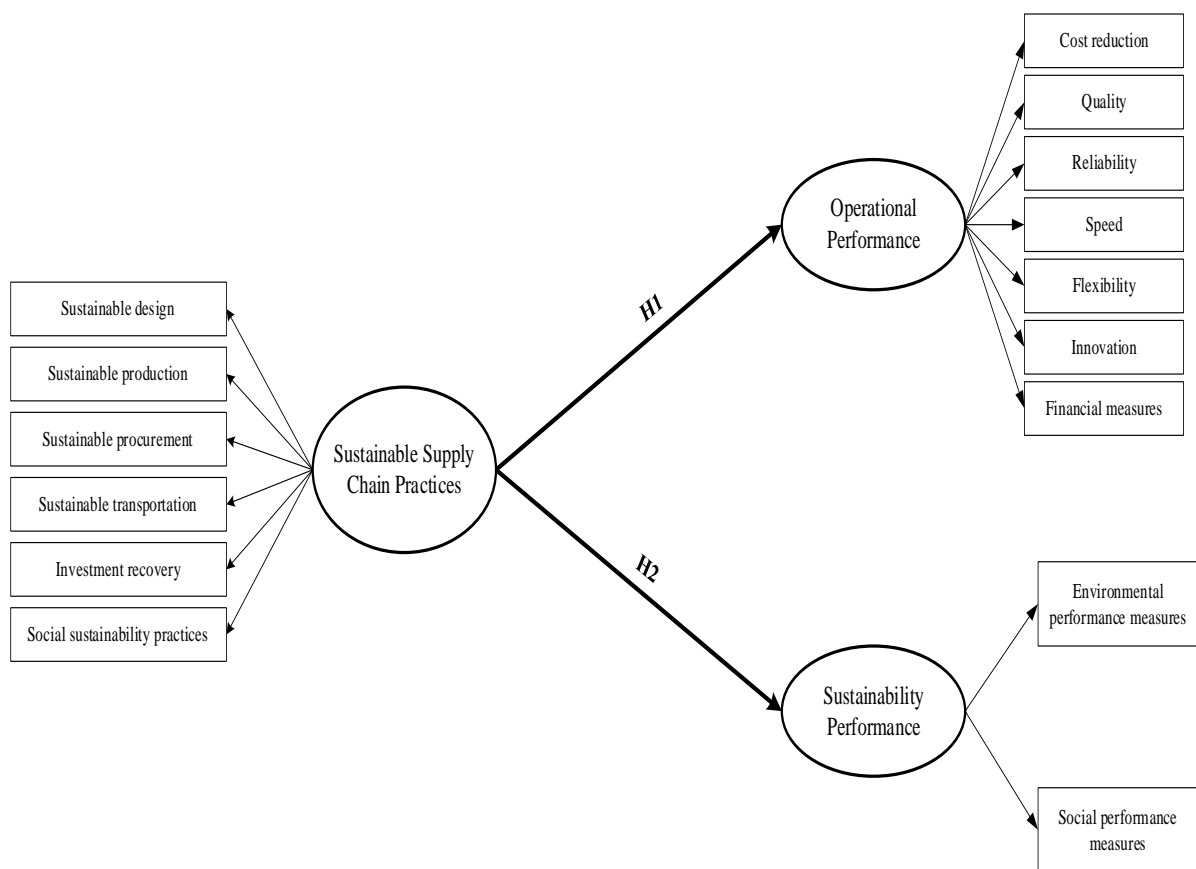 Sustainable design
Sustainable production
Sustainable procurement
Sustainable transportation
Investment recovery
Social sustainability practices
Sustainable Supply
Chain Practices
H1
H2
Operational
Performance
Sustainability
Performance
Cost reduction
Quality
Reliability
Speed
Flexibility
Innovation
Financial measures
Environmental
performance measures
Social performance
measures